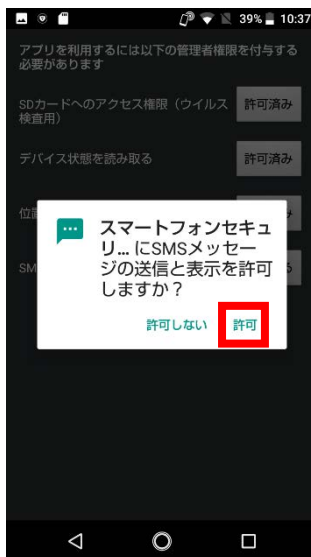 39% 10:37
アプリを利用するには以下の管理者権限を付与する
必要があります
SDカードへのアクセス権限（ウイルス
検査用）
許可済み
デバイス状態を読み取る
許可済み
位
スマートフォンセキュ
リ... にSMSメッセー
ジの送信と表示を許可
しますか？
SM
許可しない
許可